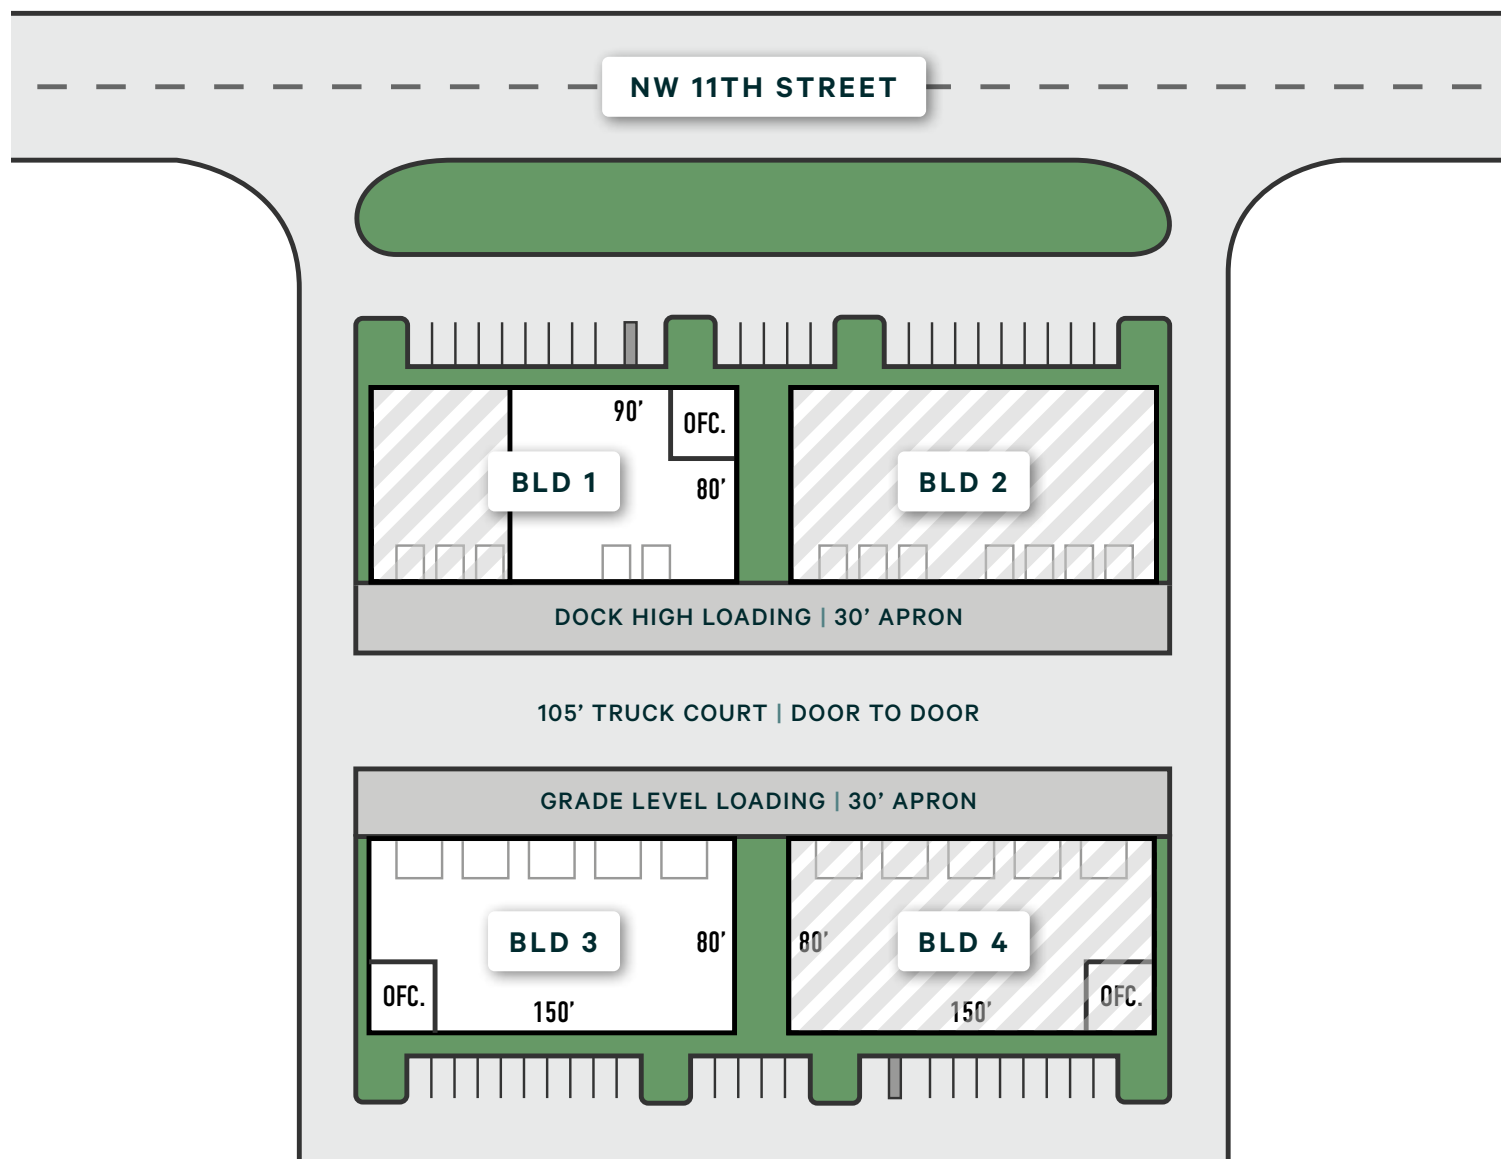 NW 11TH STREET
90’
OFC.
BLD 1
80’
BLD 2
DOCK HIGH LOADING | 30’ APRON
105’ TRUCK COURT | DOOR TO DOOR
GRADE LEVEL LOADING | 30’ APRON
BLD 3
80’
80’
BLD 4
OFC.
150’
150’
OFC.